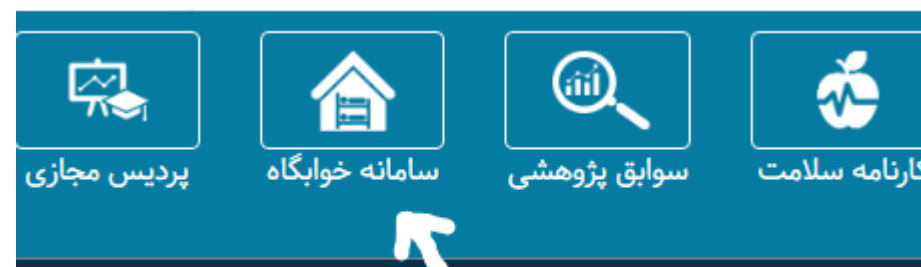 کارنامه سلامت
سوابق پژوهشی
سامانه خوابگاه
پردیس مجازی